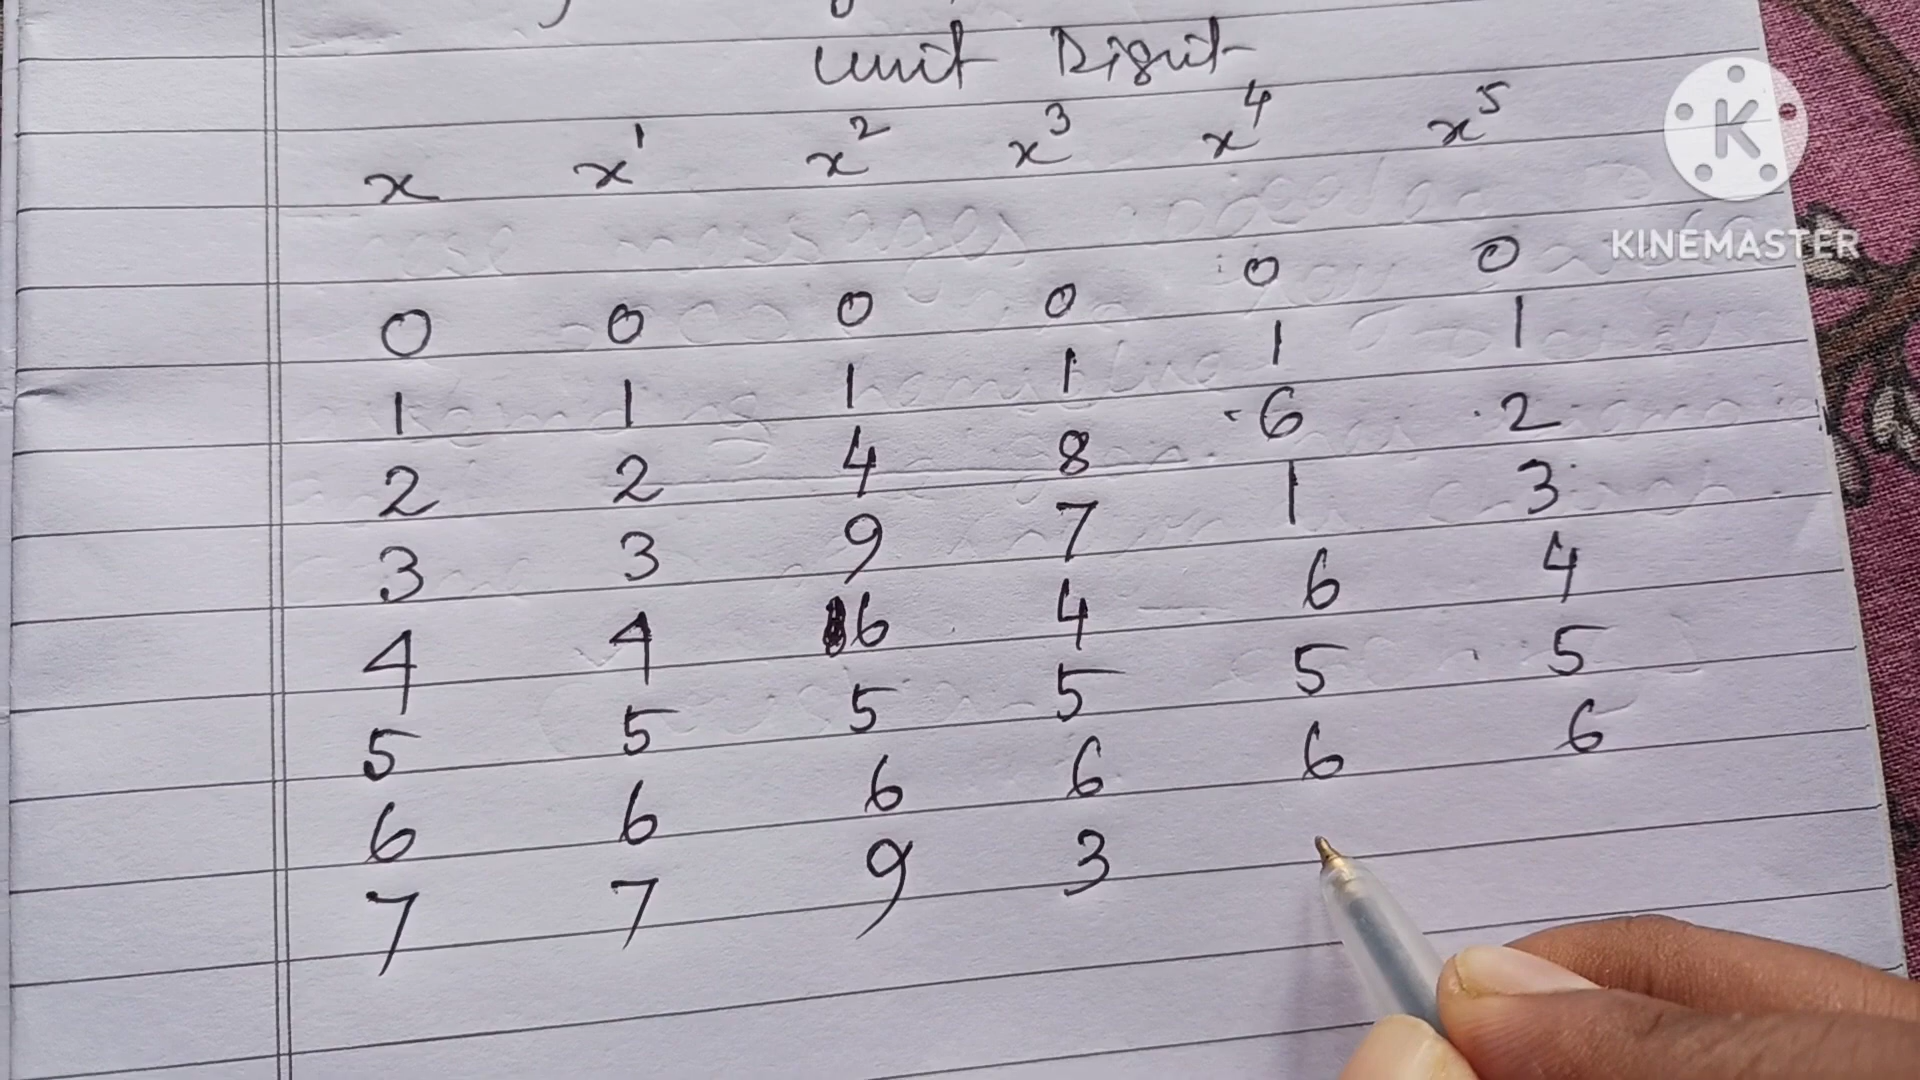 Unit Digit
x x¹ x² x³ x⁴ x⁵
KINEMASTER
0 0 0 0 0 0
1 1 1 1 1 1
2 2 4 8 6 2
3 3 9 7 1 3
4 4 6 4 6 4
5 5 5 5 5 5
6 6 6 6 6 6
7 7 9 3